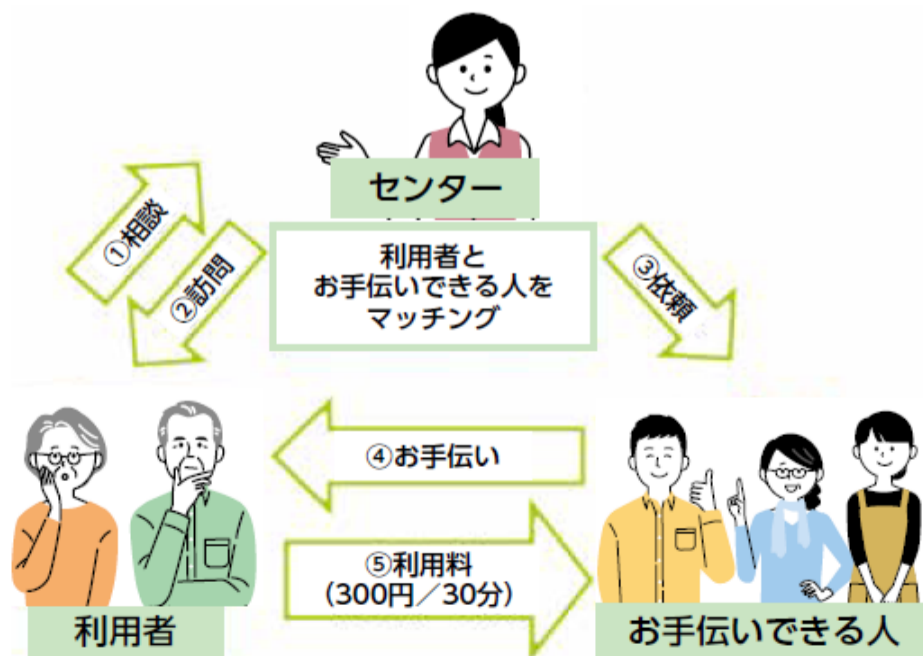 センター
利用者と
お手伝いできる人を
マッチング
①相談
②訪問
③依頼
④お手伝い
⑤利用料
（300円／30分）
利用者
お手伝いできる人